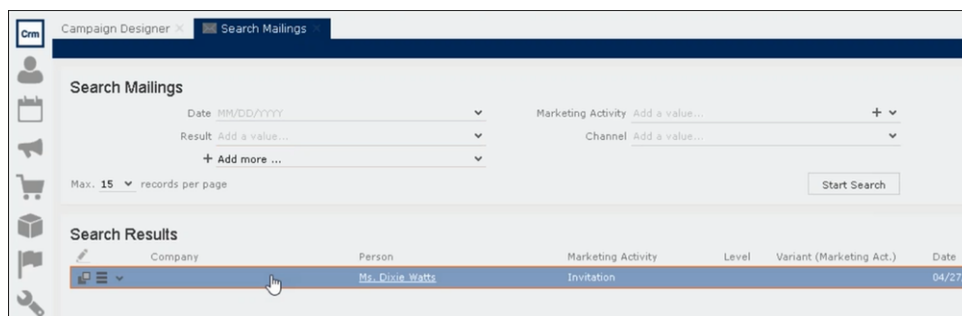 Crm Campaign Designer Search Mailings
Search Mailings
Date MM/DD/YYYY Marketing Activity Add a value...
Result Add a value... Channel Add a value...
+ Add more ...
Max. 15 records per page Start Search
Search Results
Company Person Marketing Activity Level Variant (Marketing Act.) Date
Ms. Dixie Watts Invitation 04/27